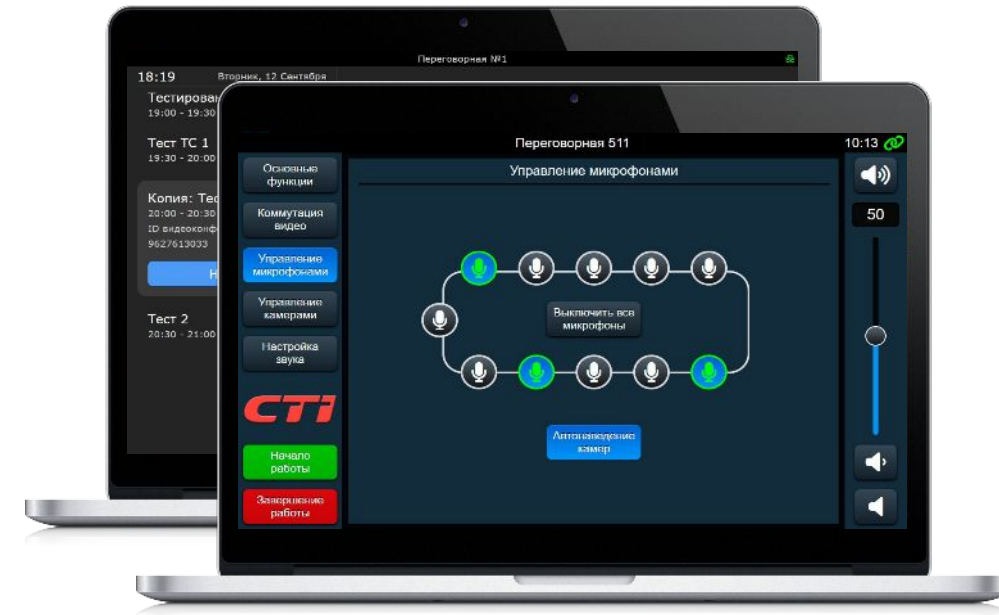 Переговорная №1
18:19
Вторник, 12 Сентября
Тестирован
19:00 - 19:30
Тест ТС 1
19:30 - 20:00
Копия: Тес
20:00 - 20:30
ID видеоконф
9627613033
Н
Тест 2
20:30 - 21:00
Переговорная 511
10:13
Основные
функции
Коммутация
видео
Управление
микрофонами
Управление
камерами
Настройка
звука
CTI
Начало
работы
Завершение
работы
Управление микрофонами
Выключить все
микрофоны
Автонаведение
камер
50